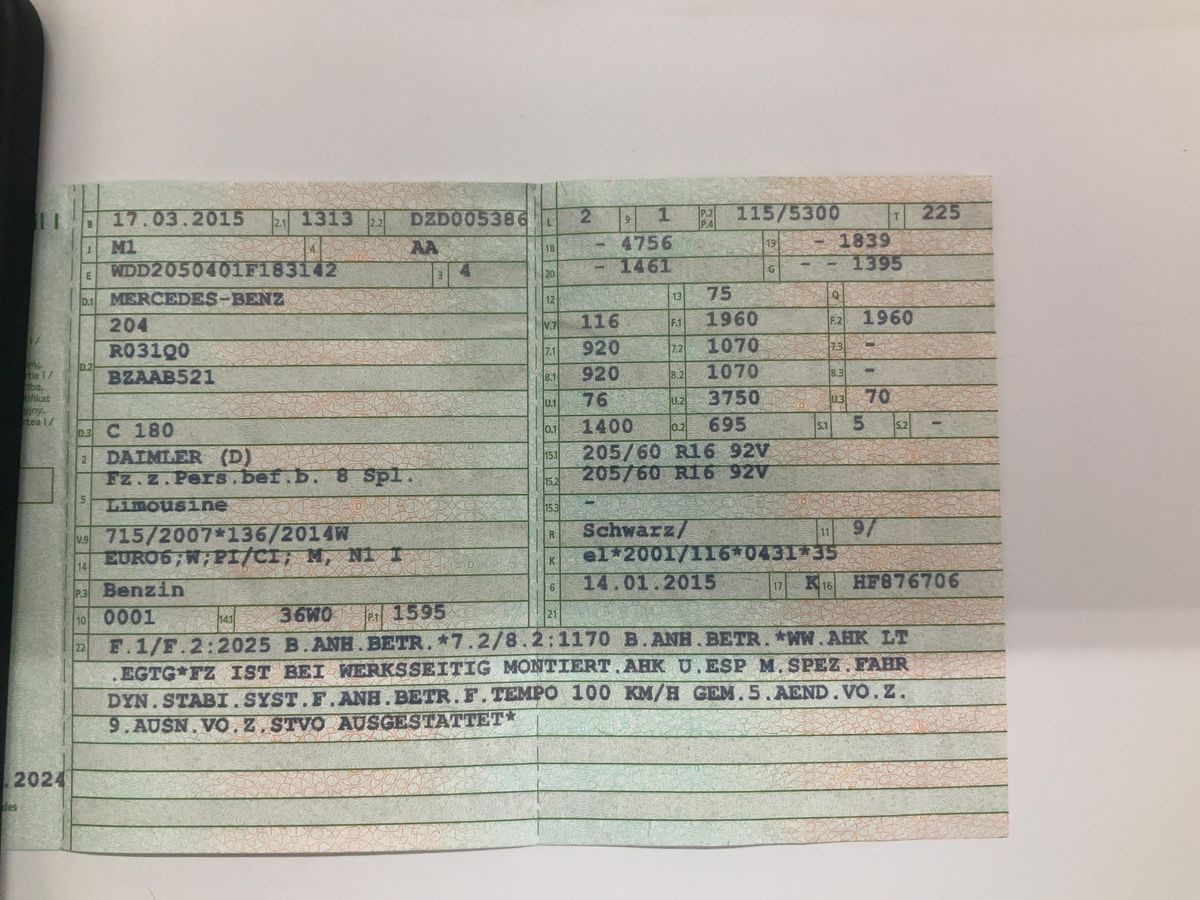 B 17.03.2015 2.1 1313 2.2 DZD005386
J M1 4 AA
E WDD2050401F183142 3 4
D.1 MERCEDES-BENZ
204
D.2 R031Q0
BZAAB521
D.3 C 180
2 DAIMLER (D)
5 Fz.z.Pers.bef.b. 8 Spl.
Limousine
V.9 715/2007*136/2014W
14 EURO6;W;PI/CI; M, N1 I
P.3 Benzin
10 0001 14.1 36W0 P.1 1595
L 2 9 1 P.2 P.4 115/5300 T 225
18 - 4756 19 - 1839
20 - 1461 G - - 1395
12 13 75 Q
V.7 116 F.1 1960 F.2 1960
7.1 920 7.2 1070 7.3 -
8.1 920 8.2 1070 8.3 -
U.1 76 U.2 3750 U.3 70
O.1 1400 O.2 695 S.1 5 S.2 -
15.1 205/60 R16 92V
15.2 205/60 R16 92V
15.3 -
R Schwarz/ 11 9/
K e1*2001/116*0431*35
6 14.01.2015 17 K 16 HF876706
21
22 F.1/F.2:2025 B.ANH.BETR.*7.2/8.2:1170 B.ANH.BETR.*WW.AHK LT
.EGTG*FZ IST BEI WERKSSEITIG MONTIERT.AHK U.ESP M.SPEZ.FAHR
DYN.STABI.SYST.F.ANH.BETR.F.TEMPO 100 KM/H GEM.5.AEND.VO.Z.
9.AUSN.VO.Z.STVO AUSGESTATTET*
.2024